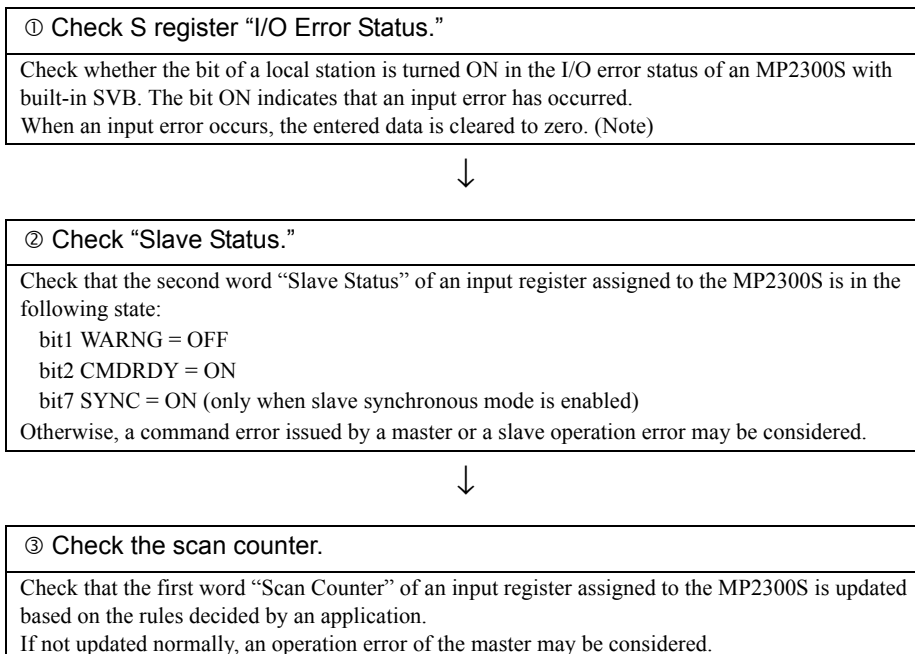 ① Check S register “I/O Error Status.”
Check whether the bit of a local station is turned ON in the I/O error status of an MP2300S with
built-in SVB. The bit ON indicates that an input error has occurred.
When an input error occurs, the entered data is cleared to zero. (Note)
↓
② Check “Slave Status.”
Check that the second word “Slave Status” of an input register assigned to the MP2300S is in the
following state:
bit1 WARNG = OFF
bit2 CMDRDY = ON
bit7 SYNC = ON (only when slave synchronous mode is enabled)
Otherwise, a command error issued by a master or a slave operation error may be considered.
↓
③ Check the scan counter.
Check that the first word “Scan Counter” of an input register assigned to the MP2300S is updated
based on the rules decided by an application.
If not updated normally, an operation error of the master may be considered.